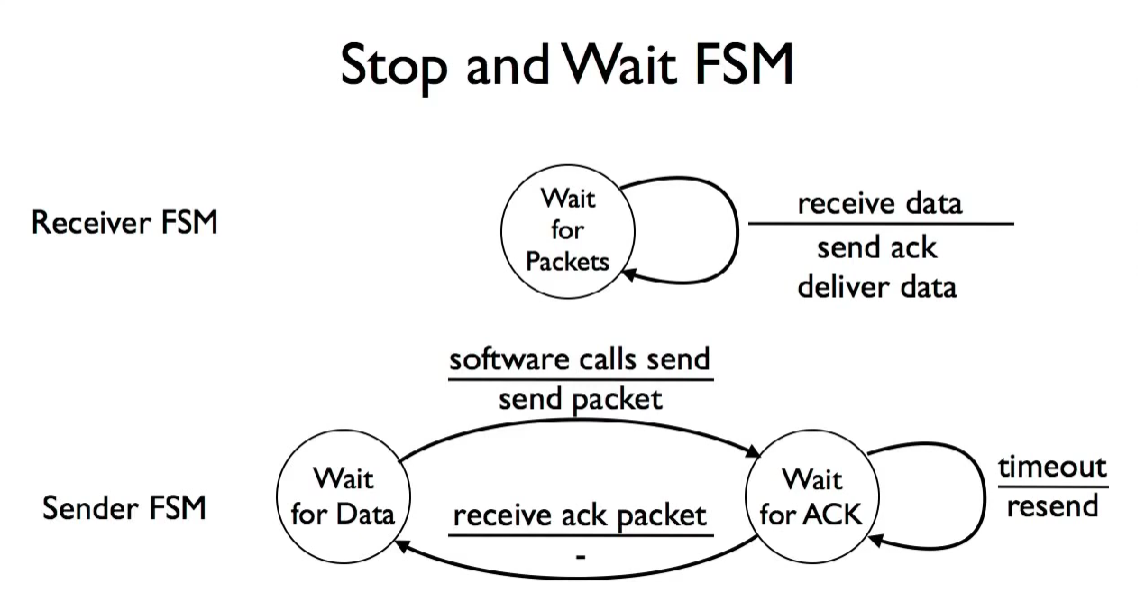 Stop and Wait FSM
Receiver FSM
Wait
for
Packets
receive data
send ack
deliver data
software calls send
send packet
Sender FSM
Wait
for Data
receive ack packet
-
Wait
for ACK
timeout
resend